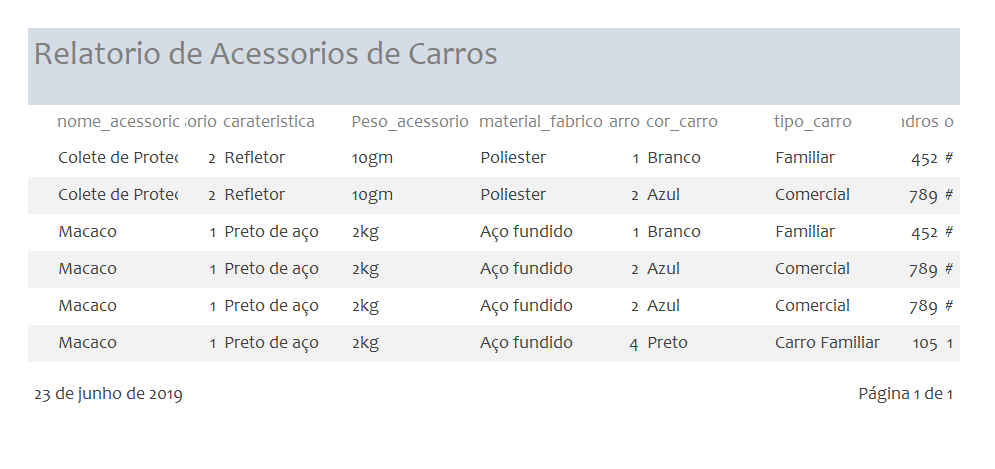 Relatorio de Acessorios de Carros
nome_acessorio orio carateristica Peso_acessorio material_fabrico arro cor_carro tipo_carro dros o
Colete de Protec 2 Refletor 10gm Poliester 1 Branco Familiar 452 #
Colete de Protec 2 Refletor 10gm Poliester 2 Azul Comercial 789 #
Macaco 1 Preto de aço 2kg Aço fundido 1 Branco Familiar 452 #
Macaco 1 Preto de aço 2kg Aço fundido 2 Azul Comercial 789 #
Macaco 1 Preto de aço 2kg Aço fundido 2 Azul Comercial 789 #
Macaco 1 Preto de aço 2kg Aço fundido 4 Preto Carro Familiar 105 1
23 de junho de 2019 Página 1 de 1